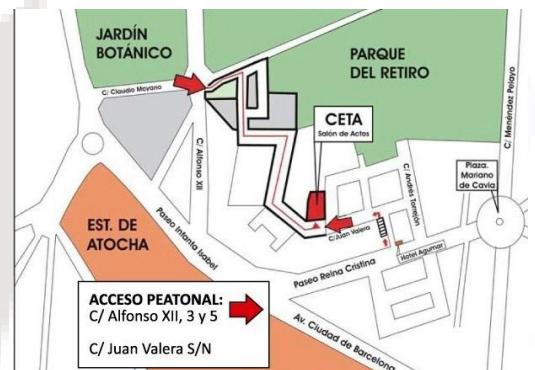 JARDÍN
BOTÁNICO
PARQUE
DEL RETIRO
C/ Claudio Moyano
C/ Menéndez Pelayo
CETA
Salón de Actos
C/ Alfonso XII
C/ Andrés Torrejón
Plaza.
Mariano
de Cavia
C/Juan Valera
Hotel Agumar
EST. DE
ATOCHA
Paseo Infanta Isabel
Paseo Reina Cristina
Av. Ciudad de Barcelona
ACCESO PEATONAL:
C/ Alfonso XII, 3 y 5
C/ Juan Valera S/N